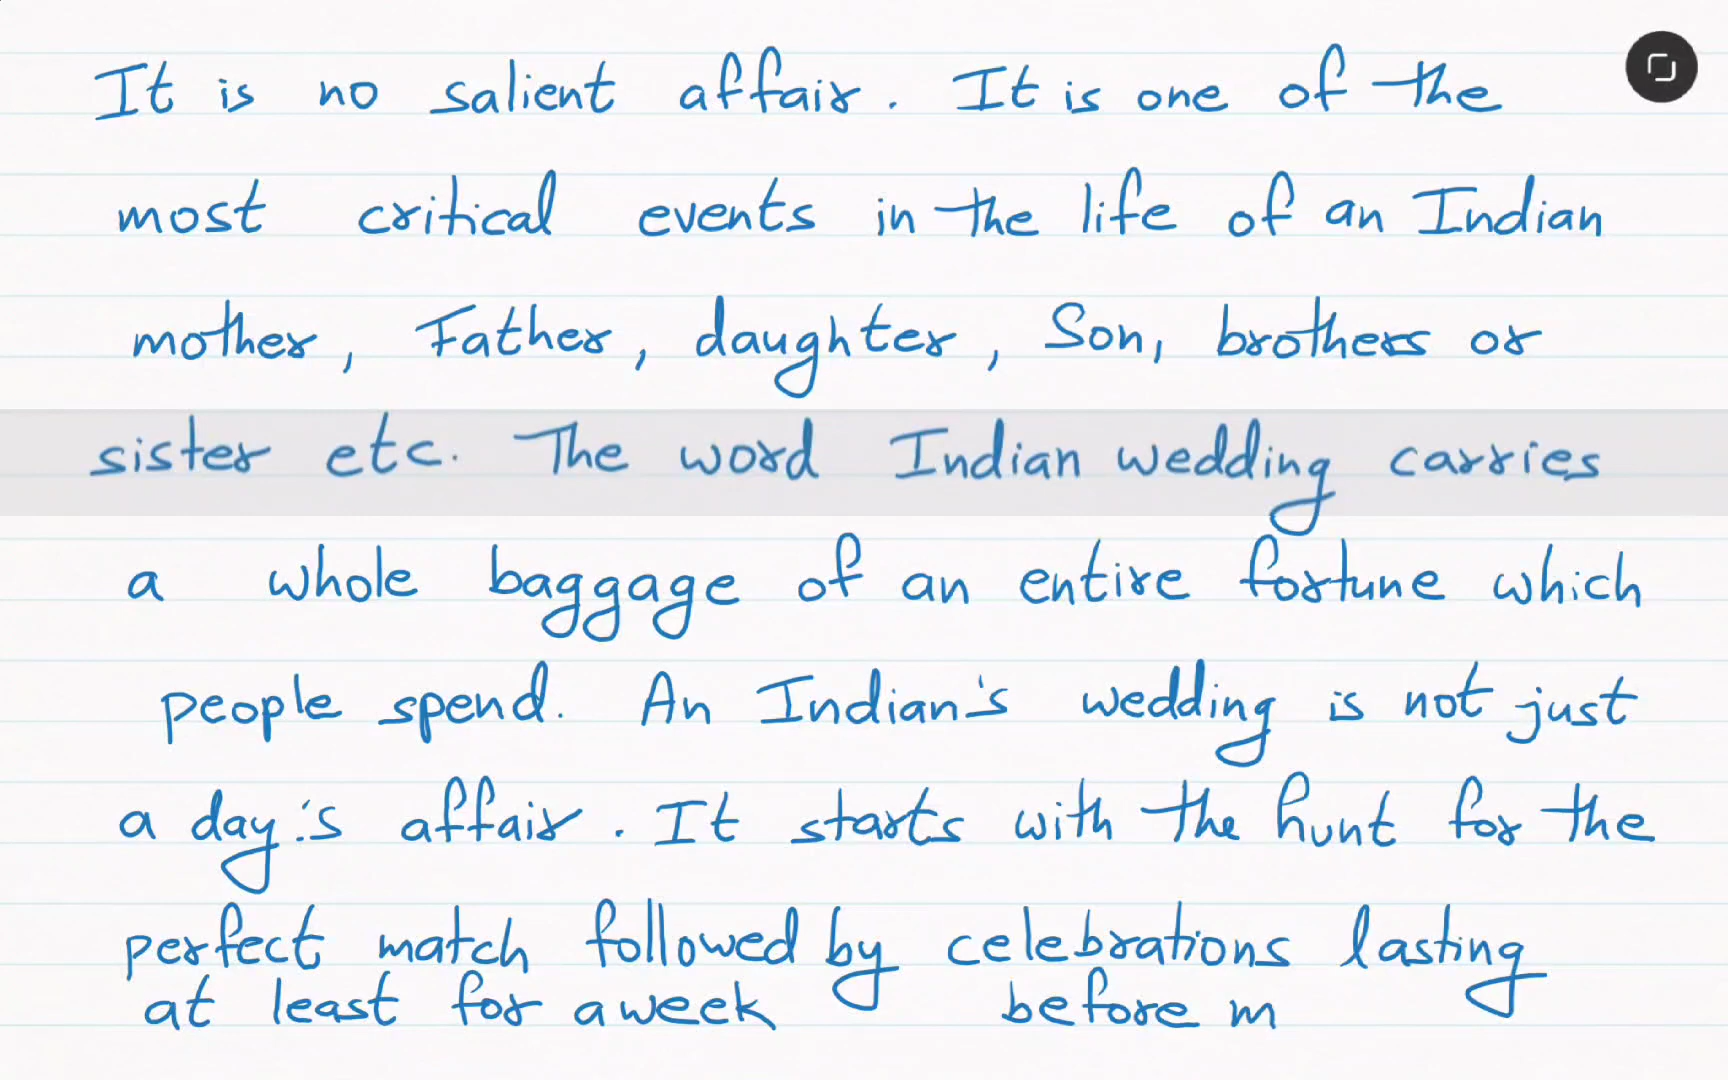 It is no salient affair. It is one of the
most critical events in the life of an Indian
mother, Father, daughter, Son, brothers or
sister etc. The word Indian wedding carries
a whole baggage of an entire fortune which
people spend. An Indian's wedding is not just
a day's affair. It starts with the hunt for the
perfect match followed by celebrations lasting
at least for a week before m